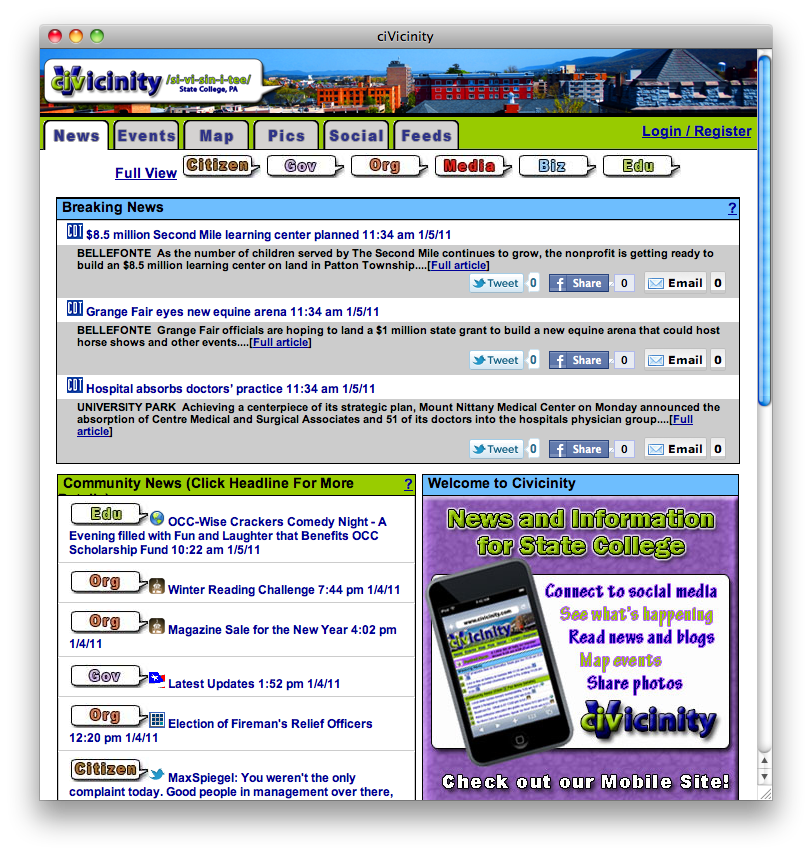 ciVicinity
civicinity /si-vi-sin-i-tee/
State College, PA
News Events Map Pics Social Feeds Login / Register
Full View Citizen Gov Org Media Biz Edu
Breaking News ?
CDT $8.5 million Second Mile learning center planned 11:34 am 1/5/11
BELLEFONTE As the number of children served by The Second Mile continues to grow, the nonprofit is getting ready to
build an $8.5 million learning center on land in Patton Township....[Full article]
Tweet 0 f Share 0 Email 0
CDT Grange Fair eyes new equine arena 11:34 am 1/5/11
BELLEFONTE Grange Fair officials are hoping to land a $1 million state grant to build a new equine arena that could host
horse shows and other events....[Full article]
Tweet 0 f Share 0 Email 0
CDT Hospital absorbs doctors' practice 11:34 am 1/5/11
UNIVERSITY PARK Achieving a centerpiece of its strategic plan, Mount Nittany Medical Center on Monday announced the
absorption of Centre Medical and Surgical Associates and 51 of its doctors into the hospitals physician group....[Full
article]
Tweet 0 f Share 0 Email 0
Community News (Click Headline For More
?
Edu OCC-Wise Crackers Comedy Night - A
Evening filled with Fun and Laughter that Benefits OCC
Scholarship Fund 10:22 am 1/5/11
Org Winter Reading Challenge 7:44 pm 1/4/11
Org Magazine Sale for the New Year 4:02 pm
1/4/11
Gov Latest Updates 1:52 pm 1/4/11
Org Election of Fireman's Relief Officers
12:20 pm 1/4/11
Citizen MaxSpiegel: You weren't the only
complaint today. Good people in management over there,
Welcome to Civicinity
News and Information
for State College
Connect to social media
See what's happening
Read news and blogs
Map events
Share photos
civicinity
www.civicinity.com
civicinity
Check out our Mobile Site!